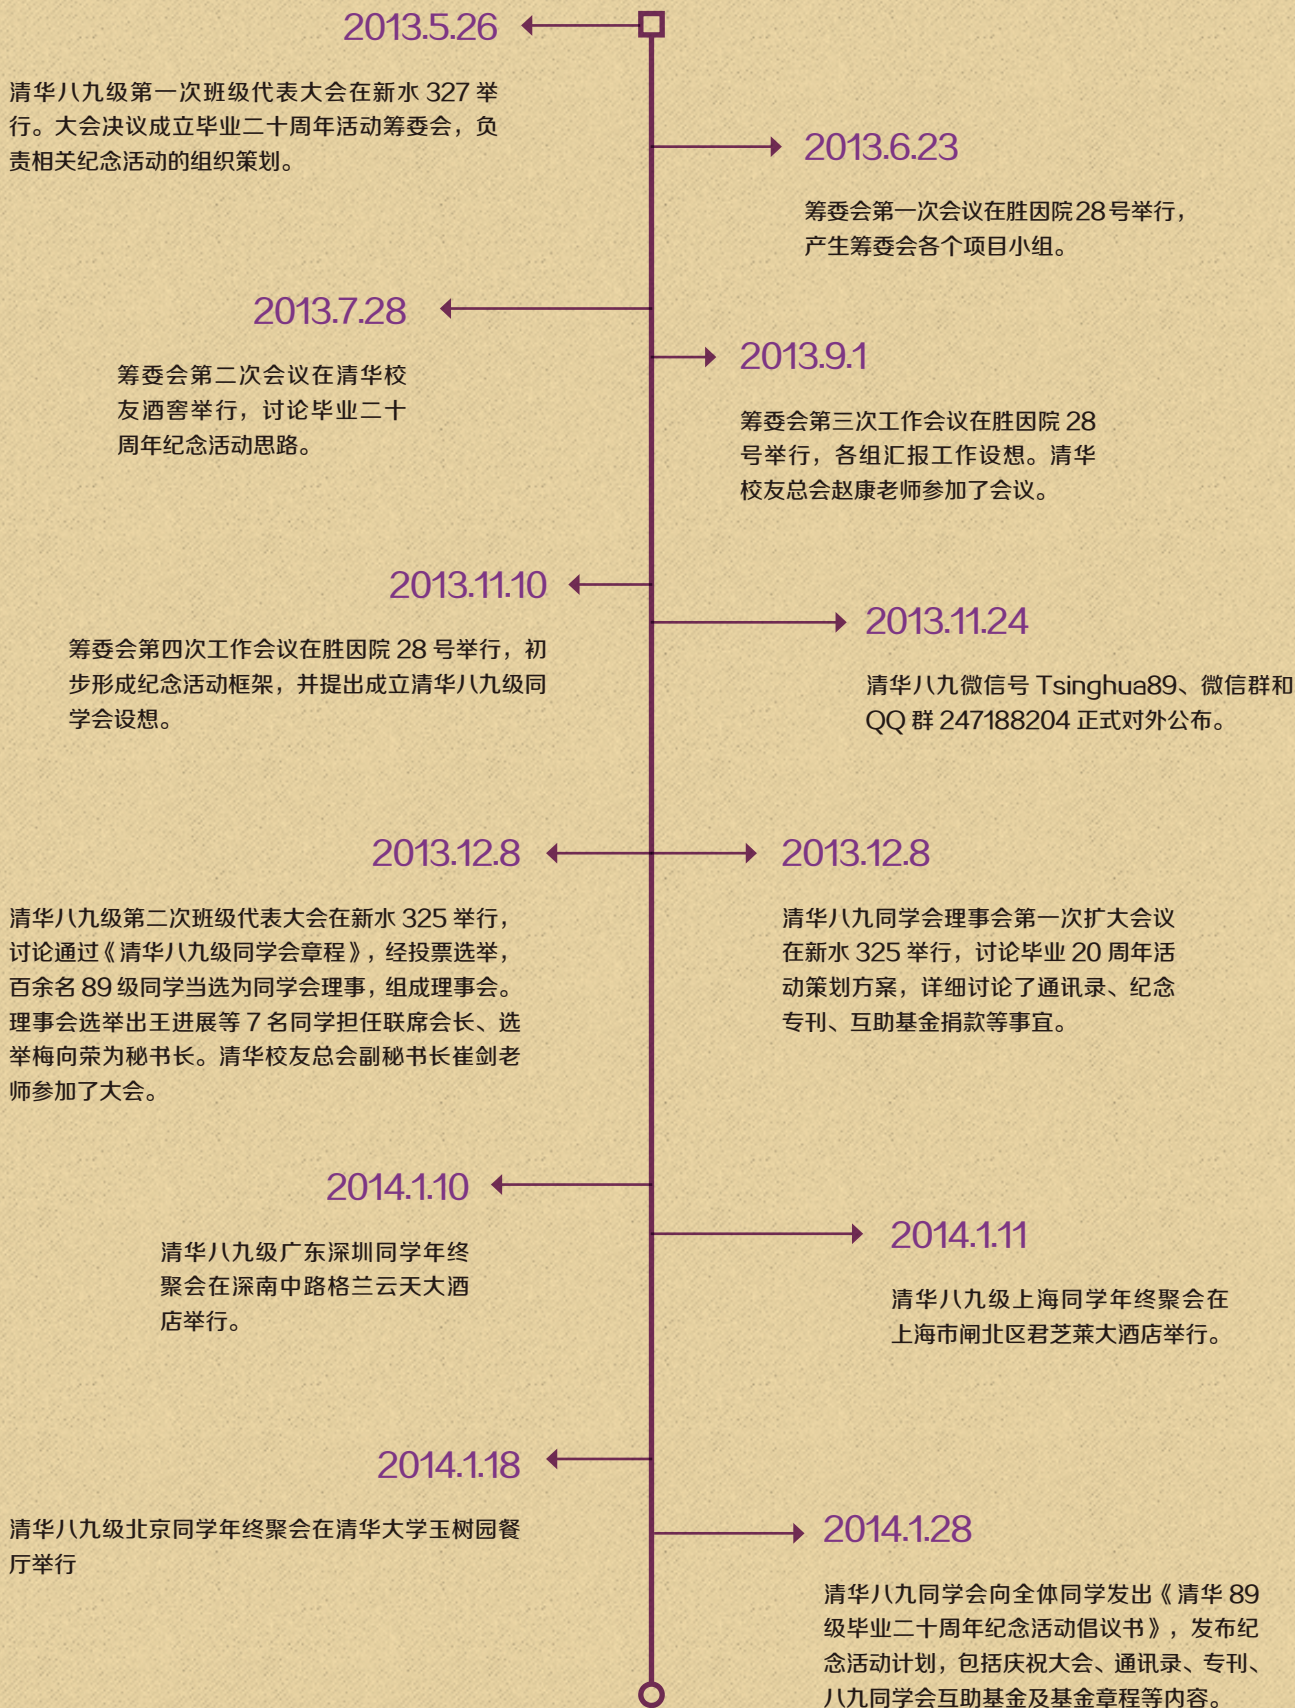 2013.5.26
清华八九级第一次班级代表大会在新水 327 举
行。大会决议成立毕业二十周年活动筹委会，负
责相关纪念活动的组织策划。
2013.6.23
筹委会第一次会议在胜因院 28 号举行，
产生筹委会各个项目小组。
2013.7.28
筹委会第二次会议在清华校
友酒窖举行，讨论毕业二十
周年纪念活动思路。
2013.9.1
筹委会第三次工作会议在胜因院 28
号举行，各组汇报工作设想。清华
校友总会赵康老师参加了会议。
2013.11.10
筹委会第四次工作会议在胜因院 28 号举行，初
步形成纪念活动框架，并提出成立清华八九级同
学会设想。
2013.11.24
清华八九微信号 Tsinghua89、微信群和
QQ 群 247188204 正式对外公布。
2013.12.8
清华八九级第二次班级代表大会在新水 325 举行，
讨论通过《清华八九级同学会章程》，经投票选举，
百余名 89 级同学当选为同学会理事，组成理事会。
理事会选举出王进展等 7 名同学担任联席会长、选
举梅向荣为秘书长。清华校友总会副秘书长崔剑老
师参加了大会。
2013.12.8
清华八九同学会理事会第一次扩大会议
在新水 325 举行，讨论毕业 20 周年活
动策划方案，详细讨论了通讯录、纪念
专刊、互助基金捐款等事宜。
2014.1.10
清华八九级广东深圳同学年终
聚会在深南中路格兰云天大酒
店举行。
2014.1.11
清华八九级上海同学年终聚会在
上海市闸北区君芝莱大酒店举行。
2014.1.18
清华八九级北京同学年终聚会在清华大学玉树园餐
厅举行
2014.1.28
清华八九同学会向全体同学发出《清华 89
级毕业二十周年纪念活动倡议书》，发布纪
念活动计划，包括庆祝大会、通讯录、专刊、
八九同学会互助基金及基金章程等内容。